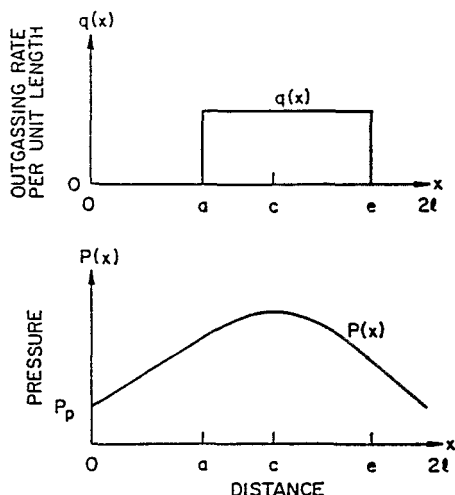 q(x)
OUTGASSING RATE
PER UNIT LENGTH
q(x)
O
O a c e 2ℓ x
P(x)
PRESSURE
P(x)
Pp
O a c e 2ℓ x
DISTANCE